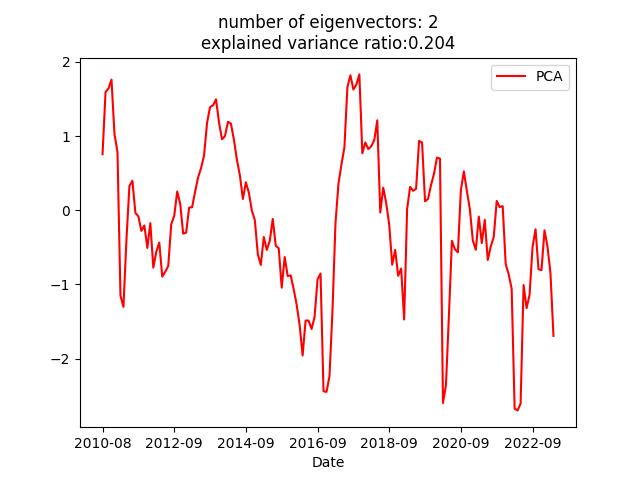 number of eigenvectors: 2
explained variance ratio:0.204
PCA
2
1
0
−1
−2
2010-08 2012-09 2014-09 2016-09 2018-09 2020-09 2022-09
Date